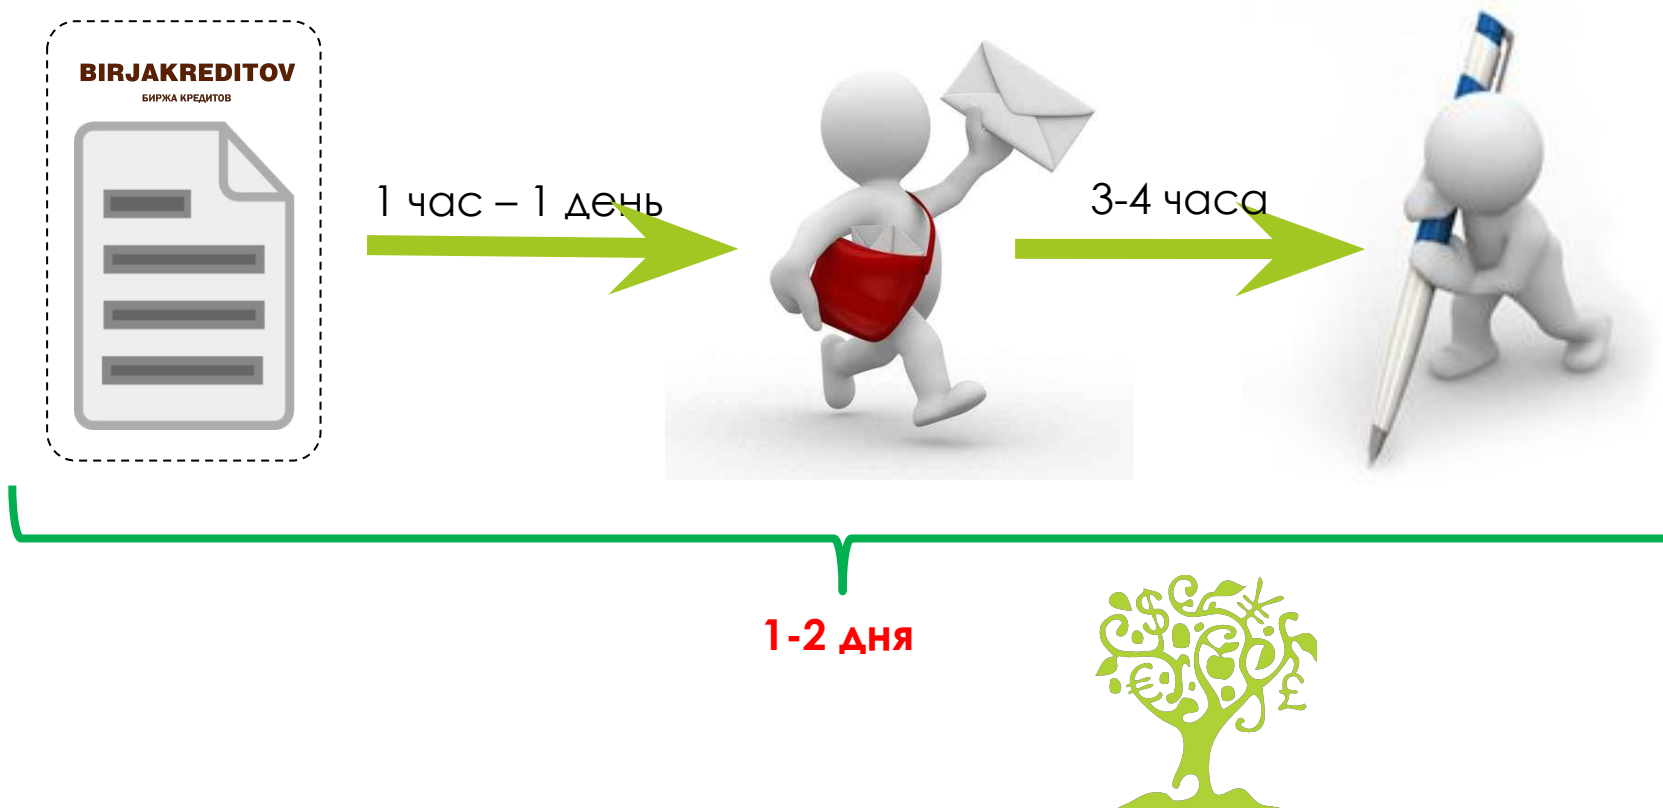 BIRJAKREDITOV
БИРЖА КРЕДИТОВ
1 час – 1 день
3-4 часа
1-2 дня